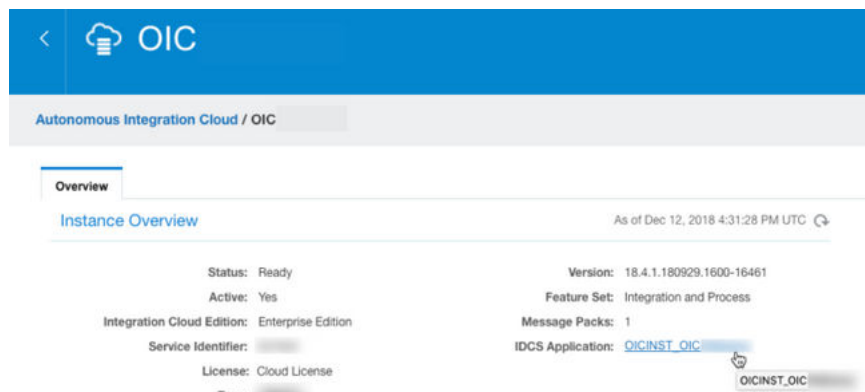 OIC
Autonomous Integration Cloud / OIC
Overview
Instance Overview
As of Dec 12, 2018 4:31:28 PM UTC
Status: Ready
Version: 18.4.1.180929.1600-16461
Active: Yes
Feature Set: Integration and Process
Integration Cloud Edition: Enterprise Edition
Message Packs: 1
Service Identifier:
IDCS Application: OICINST_OIC
License: Cloud License
OICINST_OIC